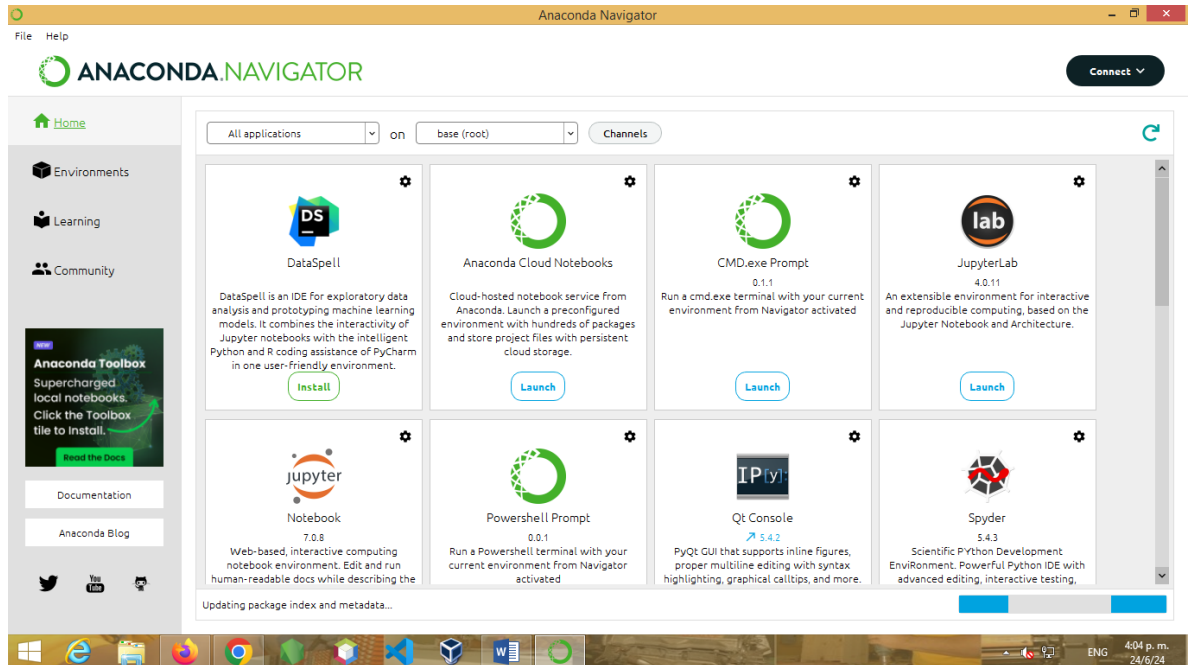 Anaconda Navigator
File Help
ANACONDA.NAVIGATOR
Connect
Home
Environments
Learning
Community
NEW
Anaconda Toolbox
Supercharged
local notebooks.
Click the Toolbox
tile to Install.
Read the Docs
Documentation
Anaconda Blog
You
Tube
All applications on base (root) Channels
DS
DataSpell
DataSpell is an IDE for exploratory data
analysis and prototyping machine learning
models. It combines the interactivity of
Jupyter notebooks with the intelligent
Python and R coding assistance of PyCharm
in one user-friendly environment.
Install
Anaconda Cloud Notebooks
Cloud-hosted notebook service from
Anaconda. Launch a preconfigured
environment with hundreds of packages
and store project files with persistent
cloud storage.
Launch
CMD.exe Prompt
0.1.1
Run a cmd.exe terminal with your current
environment from Navigator activated
Launch
lab
JupyterLab
4.0.11
An extensible environment for interactive
and reproducible computing, based on the
Jupyter Notebook and Architecture.
Launch
jupyter
Notebook
7.0.8
Web-based, interactive computing
notebook environment. Edit and run
human-readable docs while describing the
Powershell Prompt
0.0.1
Run a Powershell terminal with your
current environment from Navigator
activated
IP[y]:
Qt Console
5.4.2
PyQt GUI that supports inline figures,
proper multiline editing with syntax
highlighting, graphical calltips, and more.
Spyder
5.4.3
Scientific PYthon Development
EnviRonment. Powerful Python IDE with
advanced editing, interactive testing,
Updating package index and metadata...
ENG
4:04 p. m.
24/6/24